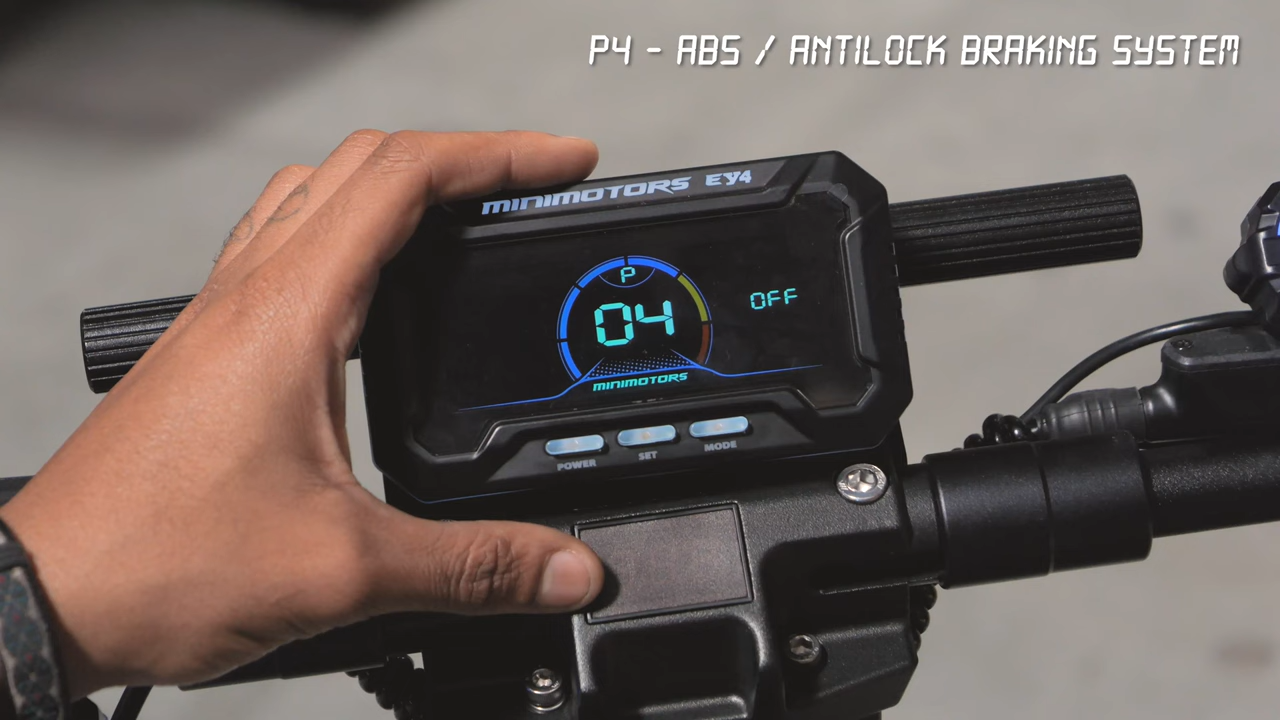 P4 - ABS / ANTILOCK BRAKING SYSTEM
MINIMOTORS EY4
P
04
OFF
MINIMOTORS
POWER SET MODE